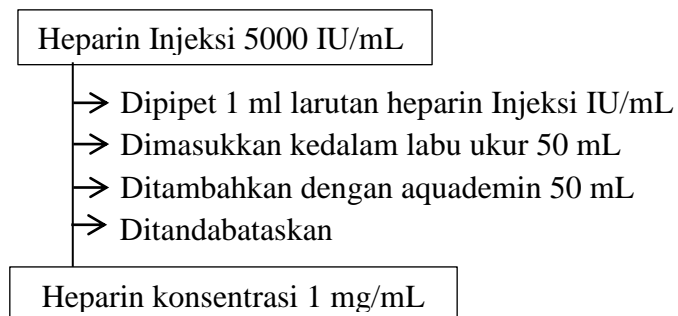 Heparin Injeksi 5000 IU/mL
Dipipet 1 ml larutan heparin Injeksi IU/mL
Dimasukkan kedalam labu ukur 50 mL
Ditambahkan dengan aquademin 50 mL
Ditandabataskan
Heparin konsentrasi 1 mg/mL